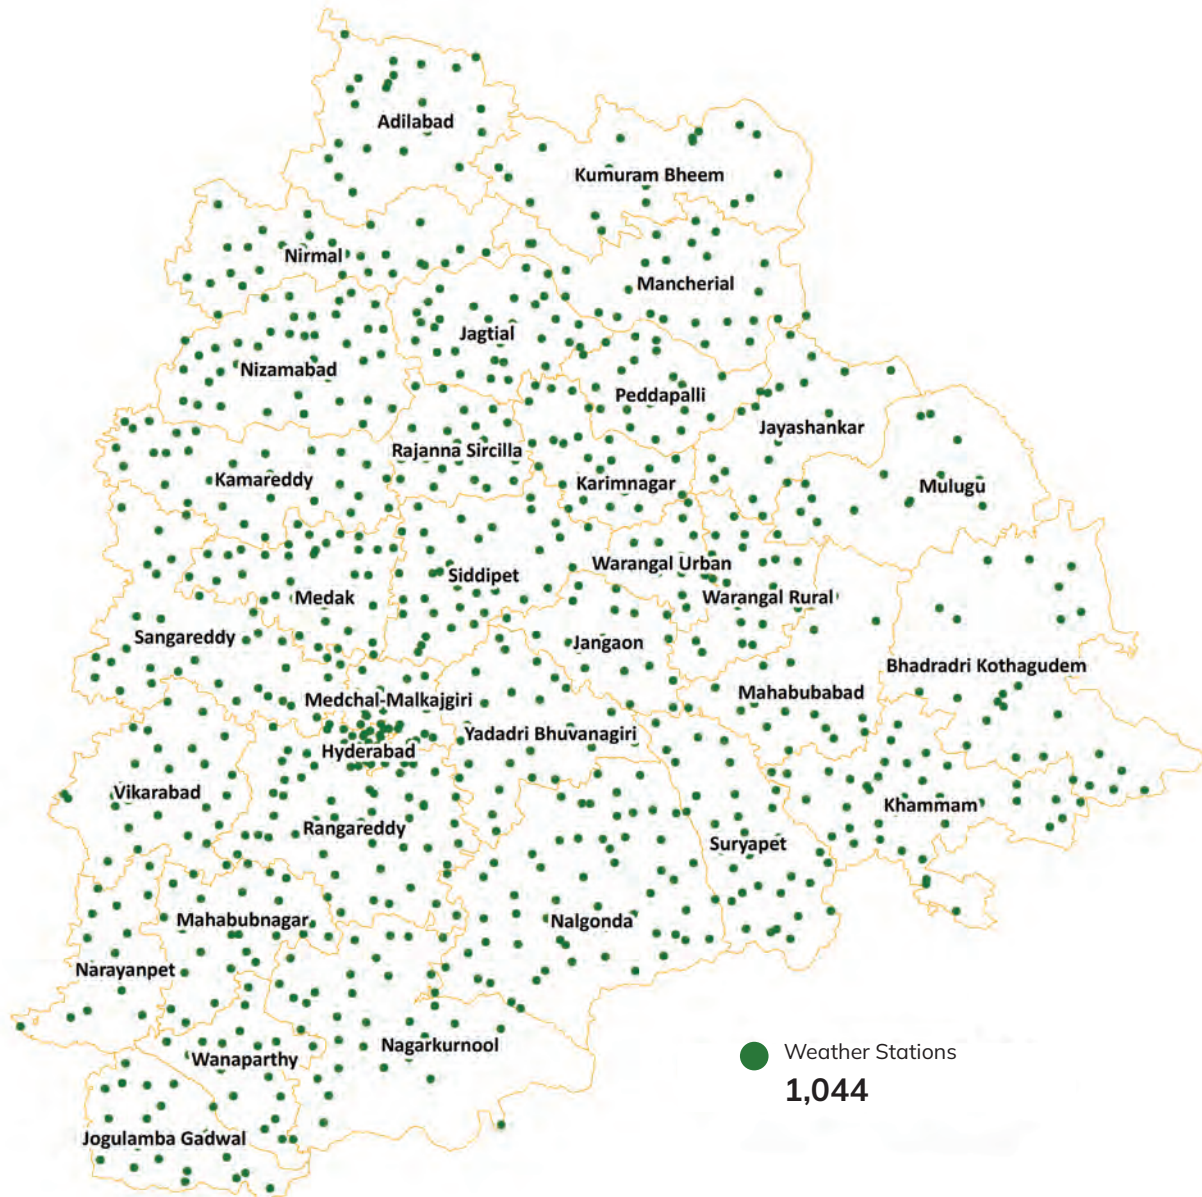 Adilabad
Kumuram Bheem
Nirmal
Mancherial
Jagtial
Nizamabad
Peddapalli
Jayashankar
Rajanna Sircilla
Kamareddy
Karimnagar
Mulugu
Warangal Urban
Siddipet
Medak
Warangal Rural
Sangareddy
Jangaon
Bhadradri Kothagudem
Mahabubabad
Medchal-Malkajgiri
Yadadri Bhuvanagiri
Hyderabad
Vikarabad
Khammam
Rangareddy
Suryapet
Mahabubnagar
Nalgonda
Narayanpet
Nagarkurnool
Wanaparthy
Jogulamba Gadwal
Weather Stations
1,044